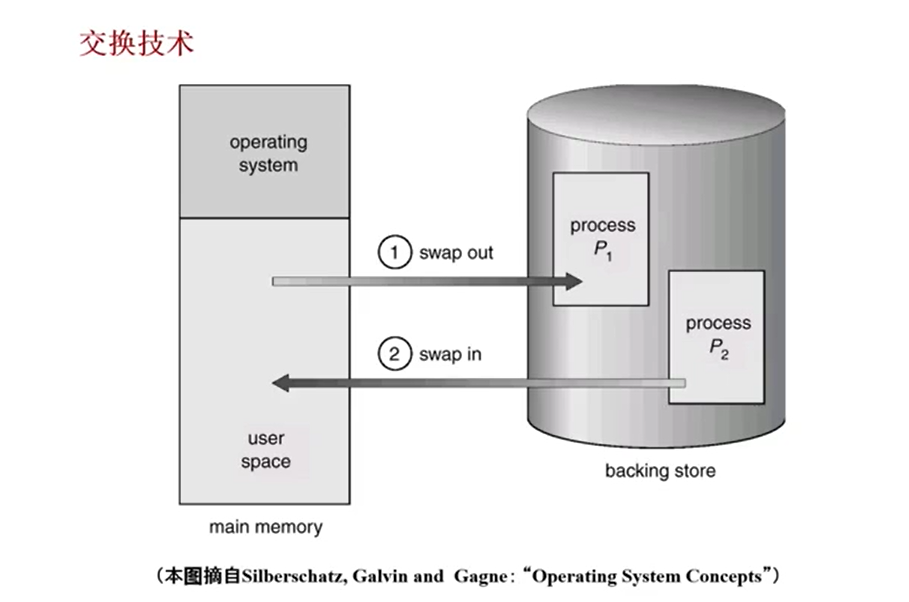 交换技术
operating
system
1 swap out
process
P1
process
P2
2 swap in
user
space
backing store
main memory
（本图摘自Silberschatz, Galvin and Gagne: “Operating System Concepts”）